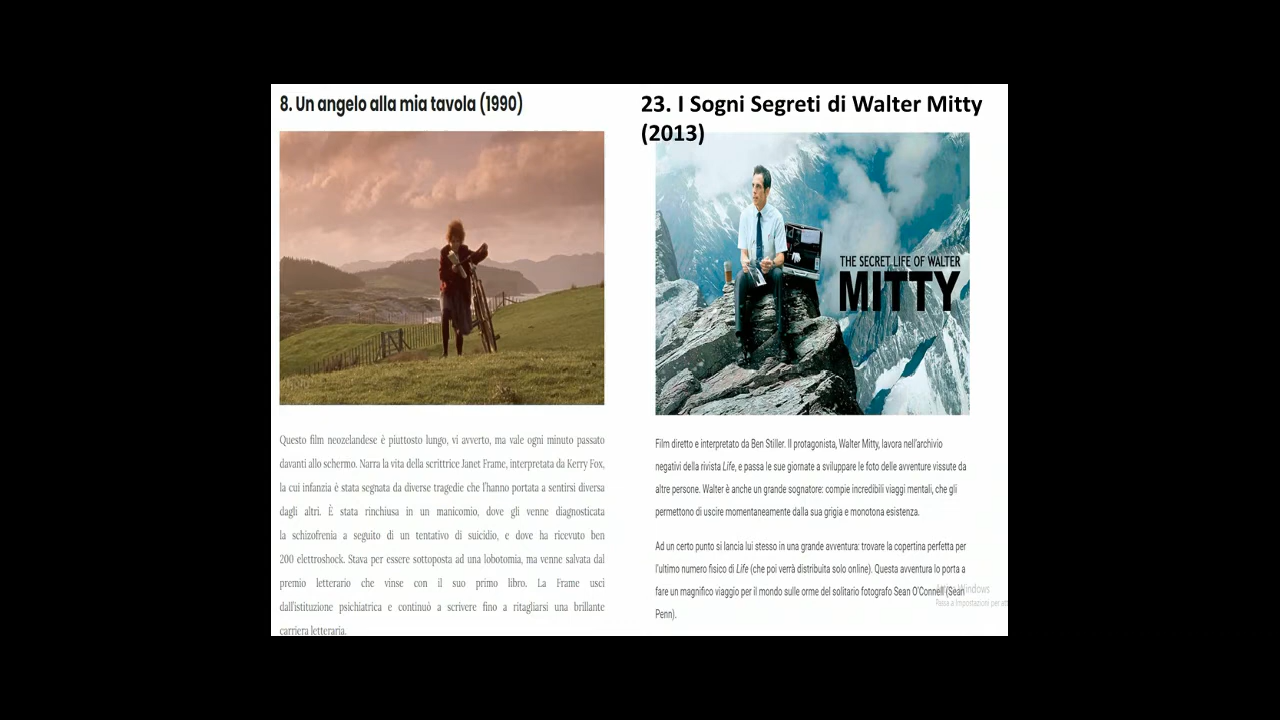 8. Un angelo alla mia tavola (1990)
Questo film neozelandese è piuttosto lungo, vi avverto, ma vale ogni minuto passato
davanti allo schermo. Narra la vita della scrittrice Janet Frame, interpretata da Kerry Fox,
la cui infanzia è stata segnata da diverse tragedie che l'hanno portata a sentirsi diversa
dagli altri. È stata rinchiusa in un manicomio, dove gli venne diagnosticata
la schizofrenia a seguito di un tentativo di suicidio, e dove ha ricevuto ben
200 elettroshock. Stava per essere sottoposta ad una lobotomia, ma venne salvata dal
premio letterario che vinse con il suo primo libro. La Frame uscì
dall'istituzione psichiatrica e continuò a scrivere fino a ritagliarsi una brillante
carriera letteraria.
23. I Sogni Segreti di Walter Mitty
(2013)
THE SECRET LIFE OF WALTER
MITTY
Film diretto e interpretato da Ben Stiller. Il protagonista, Walter Mitty, lavora nell'archivio
negativi della rivista Life, e passa le sue giornate a sviluppare le foto delle avventure vissute da
altre persone. Walter è anche un grande sognatore: compie incredibili viaggi mentali, che gli
permettono di uscire momentaneamente dalla sua grigia e monotona esistenza.
Ad un certo punto si lancia lui stesso in una grande avventura: trovare la copertina perfetta per
l'ultimo numero fisico di Life (che poi verrà distribuita solo online). Questa avventura lo porta a
fare un magnifico viaggio per il mondo sulle orme del solitario fotografo Sean O'Connell (Sean
Penn).
Windows
Passa a Impostazioni per